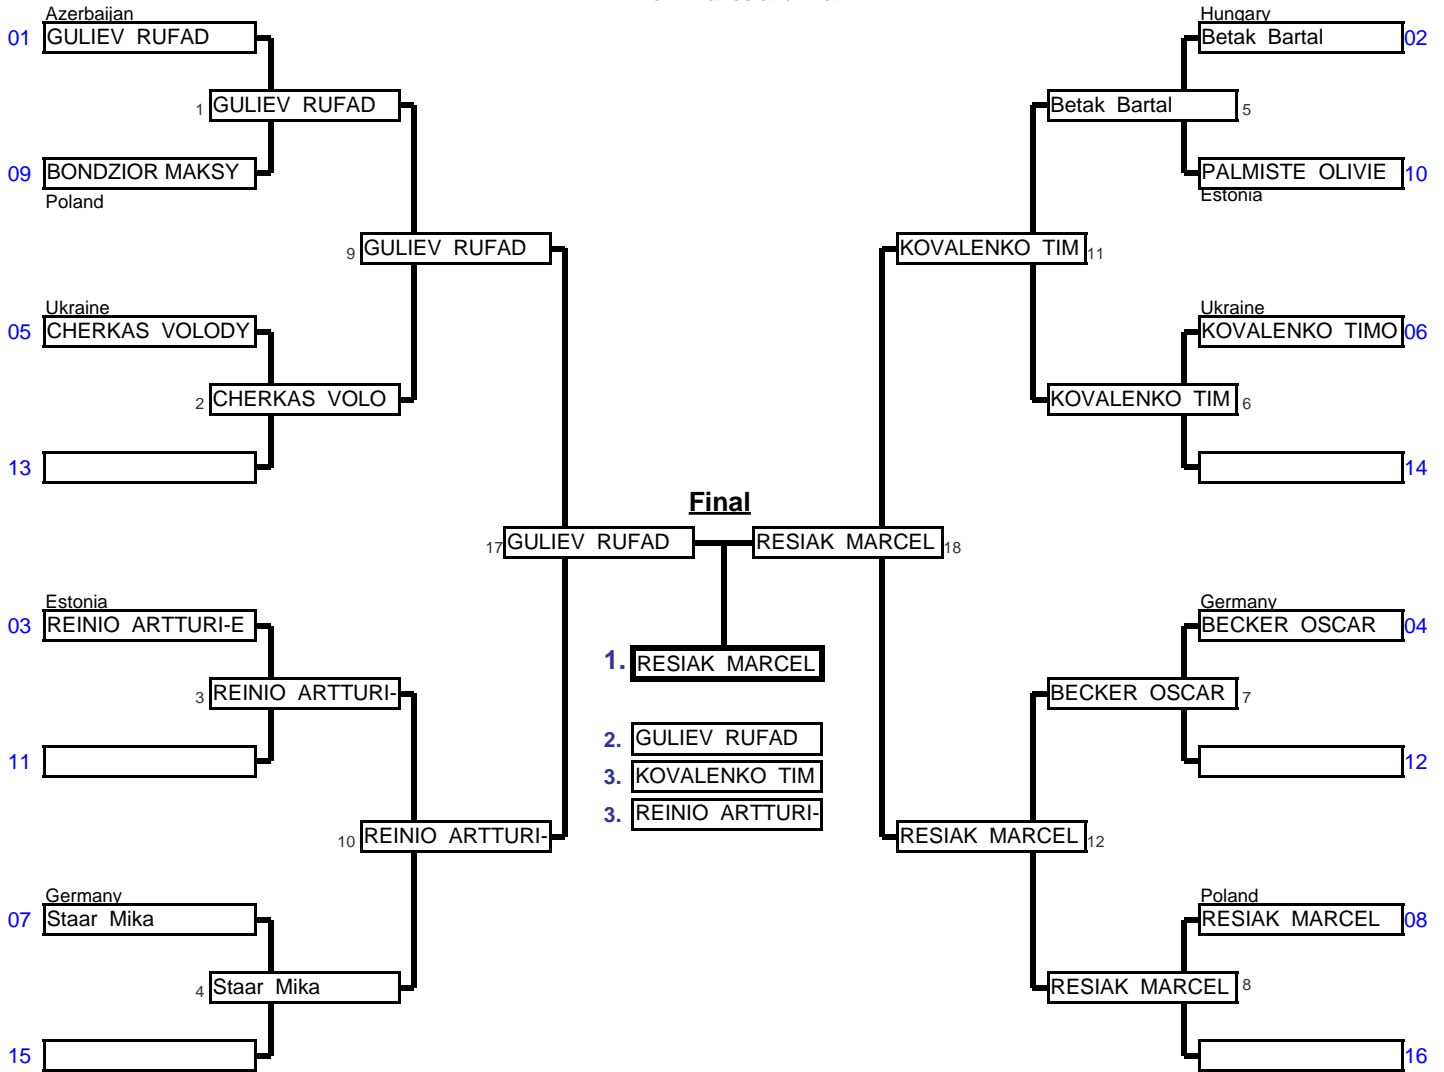 Azerbaijan
01 GULIEV RUFAD
1 GULIEV RUFAD
09 BONDZIOR MAKSY
Poland
9 GULIEV RUFAD
Ukraine
05 CHERKAS VOLODY
2 CHERKAS VOLO
13
17 GULIEV RUFAD
Estonia
03 REINIO ARTTURI-E
3 REINIO ARTTURI-
11
10 REINIO ARTTURI-
Germany
07 Staar Mika
4 Staar Mika
15
Final
1. RESIAK MARCEL
2. GULIEV RUFAD
3. KOVALENKO TIM
3. REINIO ARTTURI-
Hungary
Betak Bartal 02
Betak Bartal 5
PALMISTE OLIVIE 10
Estonia
KOVALENKO TIM 11
Ukraine
KOVALENKO TIMO 06
KOVALENKO TIM 6
14
RESIAK MARCEL 18
Germany
BECKER OSCAR 04
BECKER OSCAR 7
12
RESIAK MARCEL 12
Poland
RESIAK MARCEL 08
RESIAK MARCEL 8
16